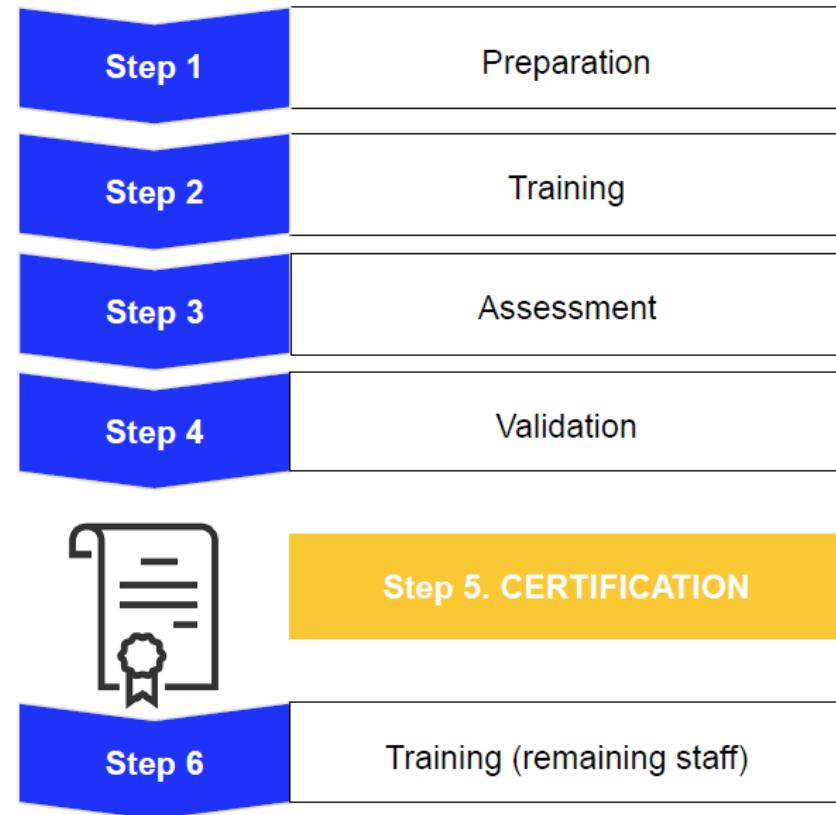 Step 1
Preparation
Step 2
Training
Step 3
Assessment
Step 4
Validation
Step 5. CERTIFICATION
Step 6
Training (remaining staff)